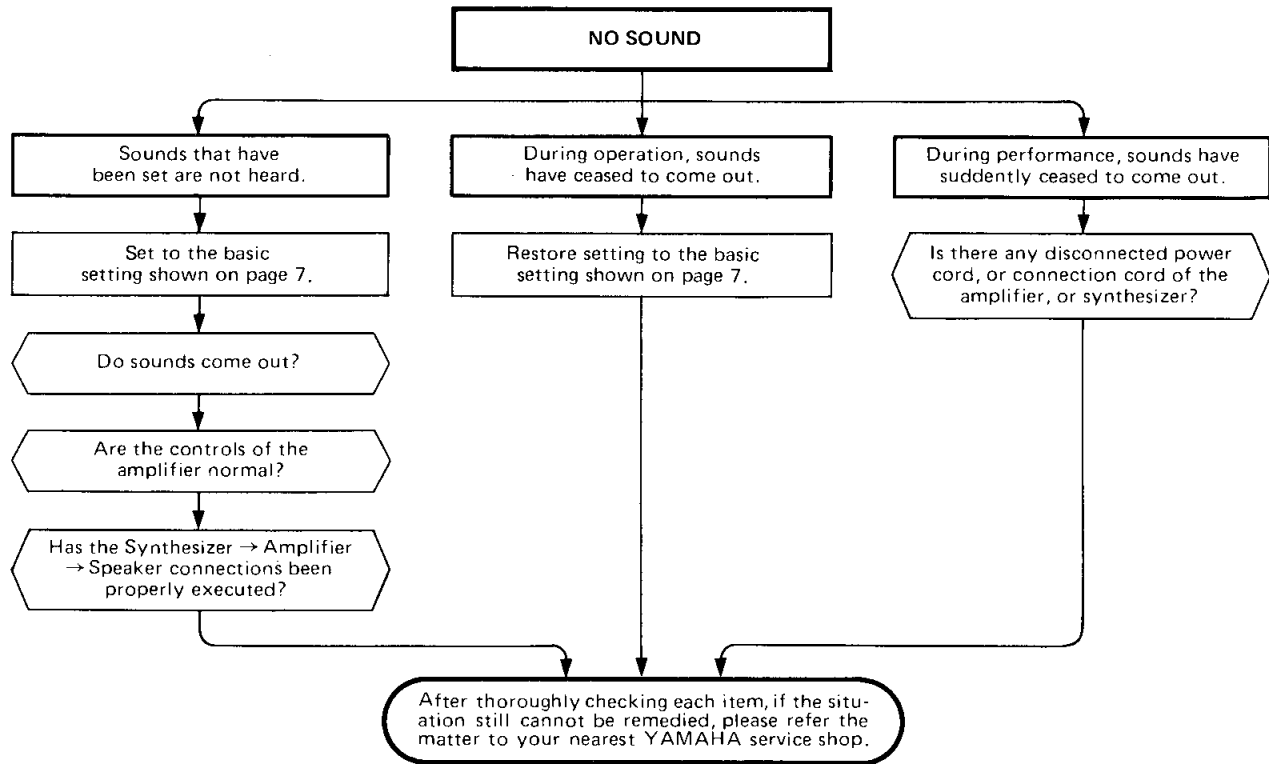 NO SOUND
Sounds that have
been set are not heard.
Set to the basic
setting shown on page 7.
Do sounds come out?
Are the controls of the
amplifier normal?
Has the Synthesizer → Amplifier
→ Speaker connections been
properly executed?
During operation, sounds
have ceased to come out.
Restore setting to the basic
setting shown on page 7.
During performance, sounds have
suddently ceased to come out.
Is there any disconnected power
cord, or connection cord of the
amplifier, or synthesizer?
After thoroughly checking each item, if the situ-
ation still cannot be remedied, please refer the
matter to your nearest YAMAHA service shop.